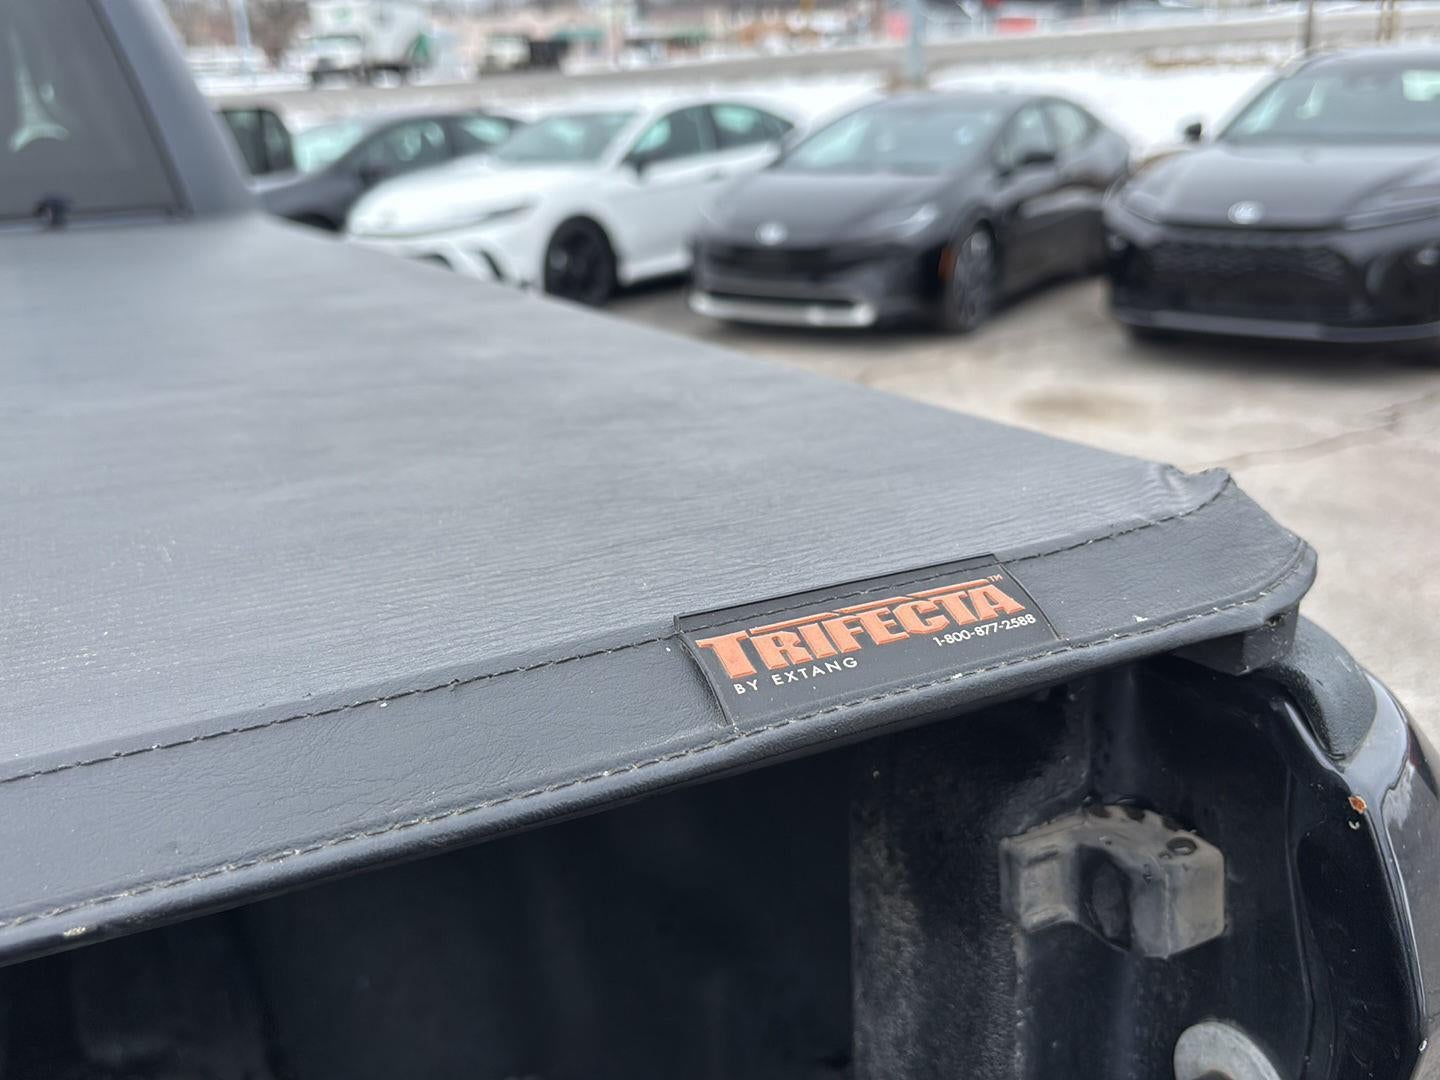 TRIFECTA™
1-800-877-2588
BY EXTANG